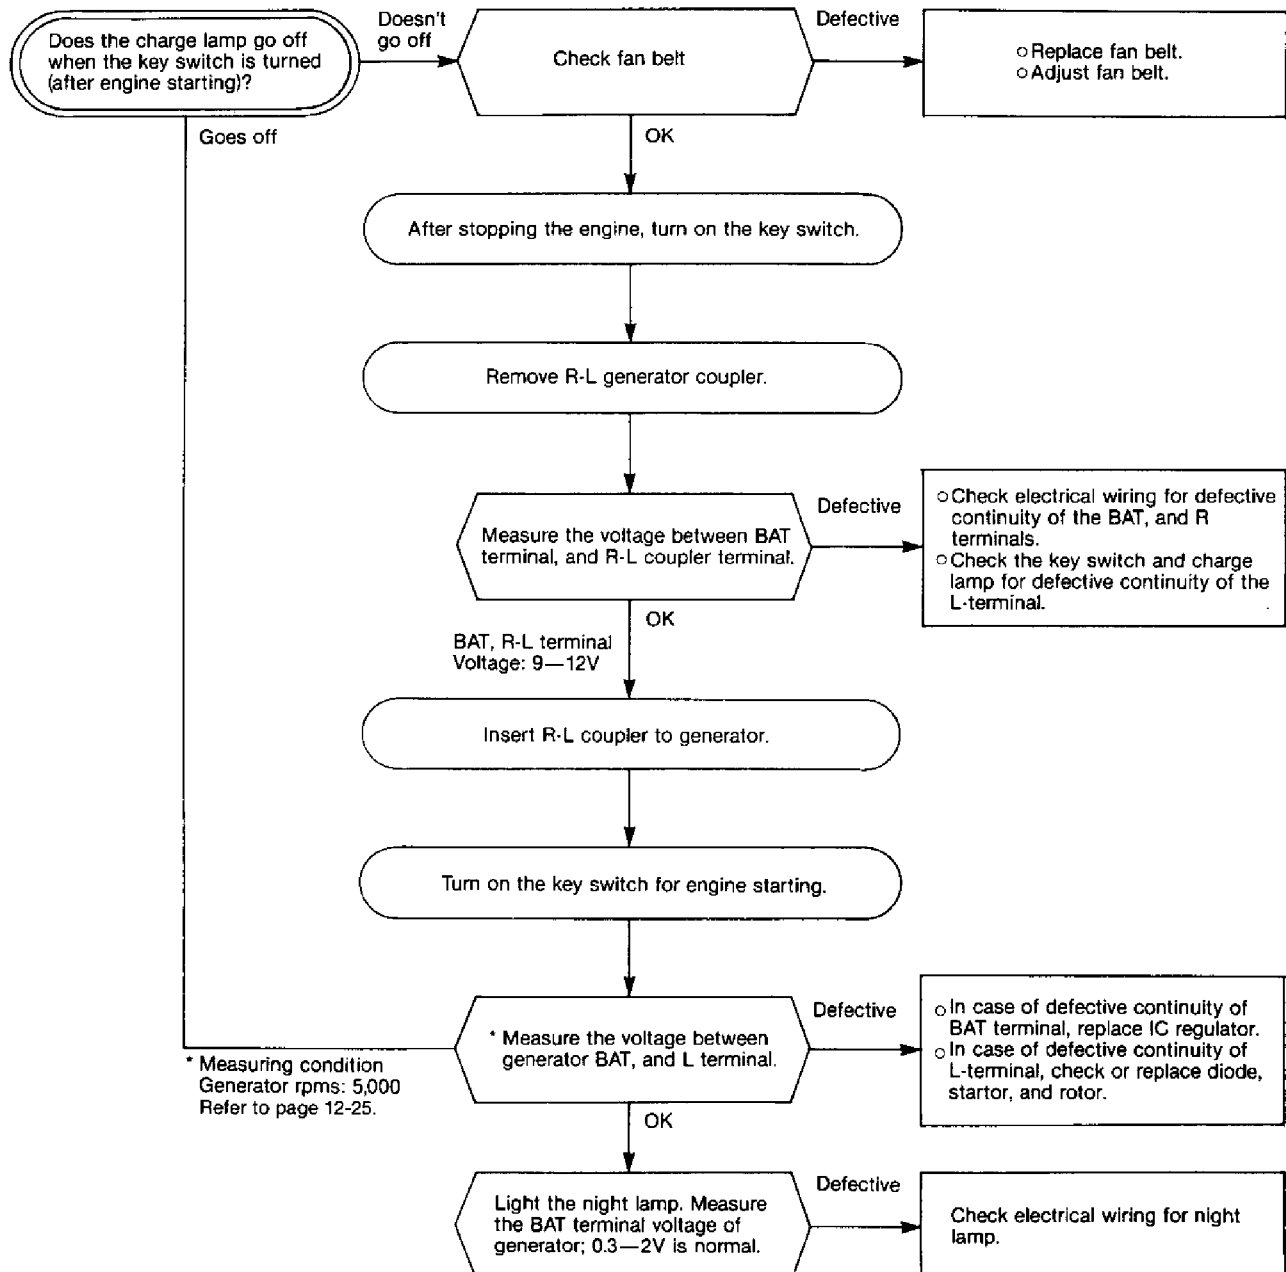 Does the charge lamp go off
when the key switch is turned
(after engine starting)?
Doesn't
go off
Check fan belt
Defective
○ Replace fan belt.
○ Adjust fan belt.
Goes off
OK
After stopping the engine, turn on the key switch.
Remove R-L generator coupler.
Measure the voltage between BAT
terminal, and R-L coupler terminal.
Defective
○ Check electrical wiring for defective
continuity of the BAT, and R
terminals.
○ Check the key switch and charge
lamp for defective continuity of the
L-terminal.
OK
BAT, R-L terminal
Voltage: 9—12V
Insert R-L coupler to generator.
Turn on the key switch for engine starting.
* Measure the voltage between
generator BAT, and L terminal.
Defective
○ In case of defective continuity of
BAT terminal, replace IC regulator.
○ In case of defective continuity of
L-terminal, check or replace diode,
startor, and rotor.
* Measuring condition
Generator rpms: 5,000
Refer to page 12-25.
OK
Light the night lamp. Measure
the BAT terminal voltage of
generator; 0.3—2V is normal.
Defective
Check electrical wiring for night
lamp.